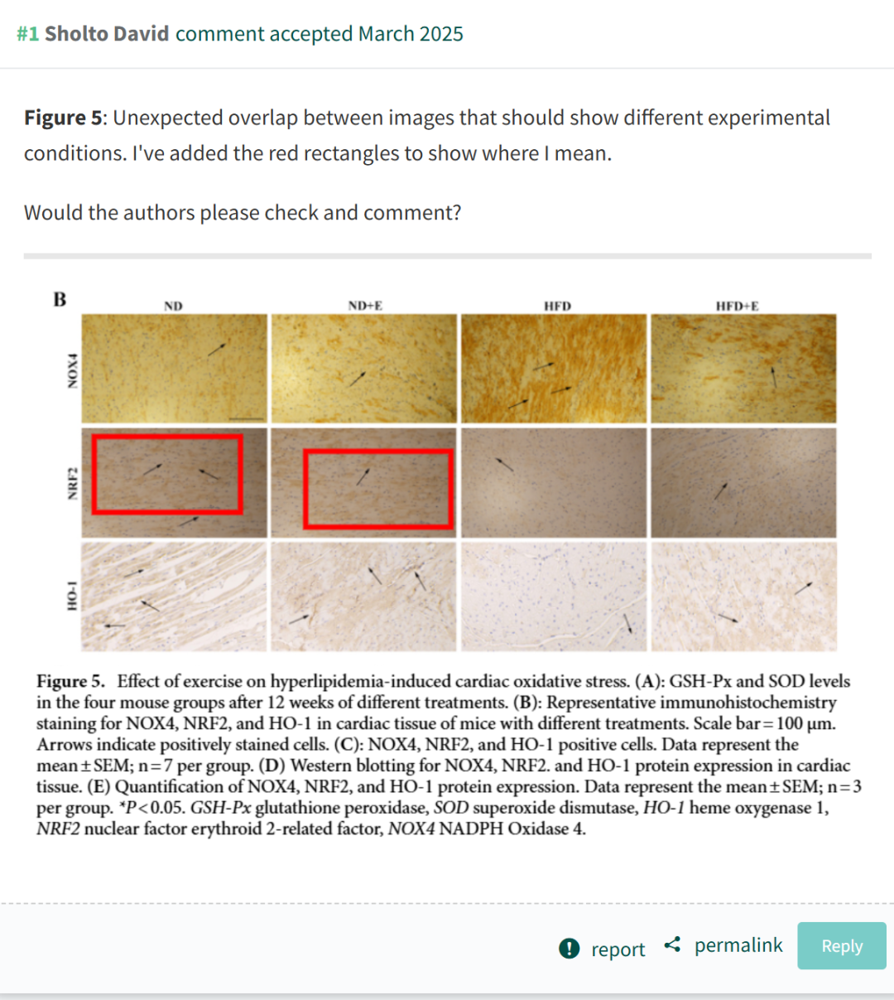 #1 Sholto David comment accepted March 2025
Figure 5: Unexpected overlap between images that should show different experimental
conditions. I've added the red rectangles to show where I mean.
Would the authors please check and comment?
B
ND
ND+E
HFD
HFD+E
NOX4
NRF2
HO-1
Figure 5. Effect of exercise on hyperlipidemia-induced cardiac oxidative stress. (A): GSH-Px and SOD levels
in the four mouse groups after 12 weeks of different treatments. (B): Representative immunohistochemistry
staining for NOX4, NRF2, and HO-1 in cardiac tissue of mice with different treatments. Scale bar = 100 μm.
Arrows indicate positively stained cells. (C): NOX4, NRF2, and HO-1 positive cells. Data represent the
mean ± SEM; n = 7 per group. (D) Western blotting for NOX4, NRF2. and HO-1 protein expression in cardiac
tissue. (E) Quantification of NOX4, NRF2, and HO-1 protein expression. Data represent the mean ± SEM; n = 3
per group. *P < 0.05. GSH-Px glutathione peroxidase, SOD superoxide dismutase, HO-1 heme oxygenase 1,
NRF2 nuclear factor erythroid 2-related factor, NOX4 NADPH Oxidase 4.
report
permalink
Reply